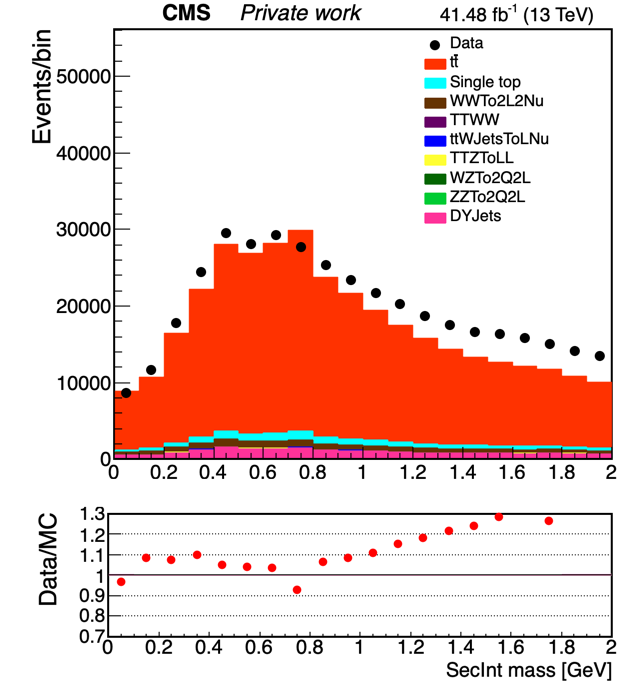 CMS Private work 41.48 fb⁻¹ (13 TeV)
Events/bin
50000
40000
30000
20000
10000
0
Data
tt̄
Single top
WWTo2L2Nu
TTWW
ttWJetsToLNu
TTZToLL
WZTo2Q2L
ZZTo2Q2L
DYJets
0 0.2 0.4 0.6 0.8 1 1.2 1.4 1.6 1.8 2
Data/MC
1.3
1.2
1.1
1
0.9
0.8
0.7
0 0.2 0.4 0.6 0.8 1 1.2 1.4 1.6 1.8 2
SecInt mass [GeV]